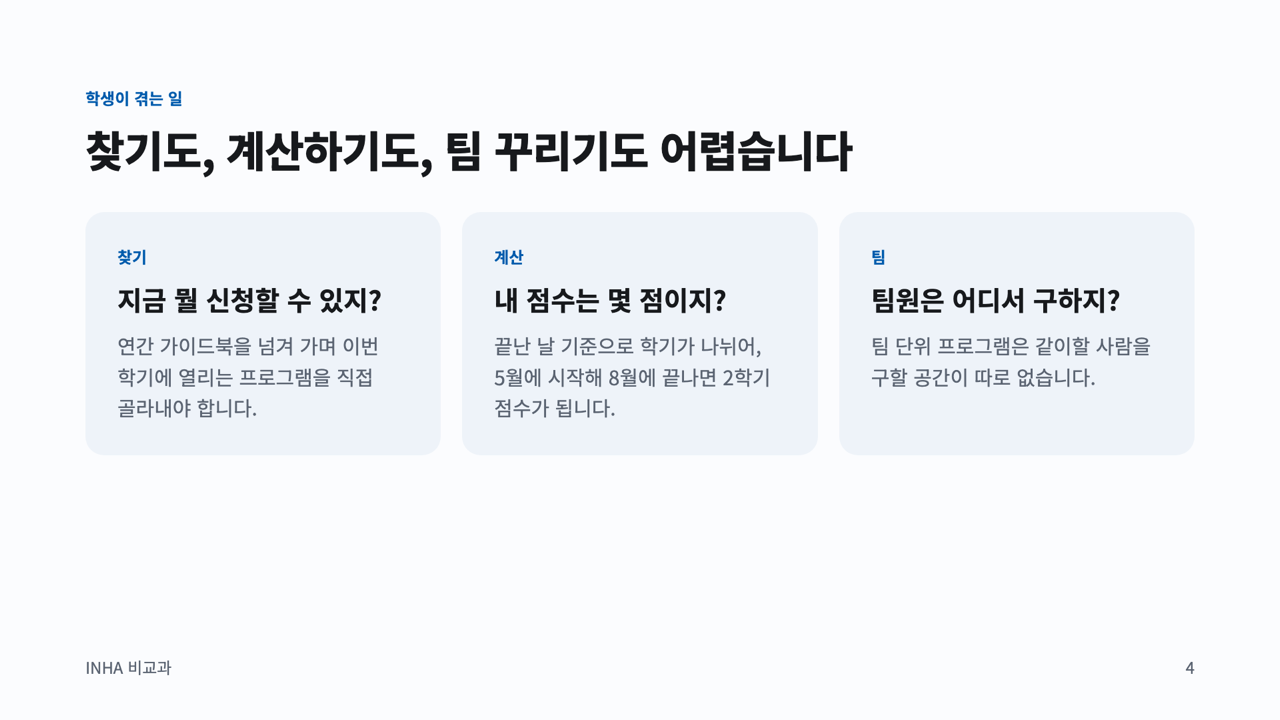 학생이 겪는 일
찾기도, 계산하기도, 팀 꾸리기도 어렵습니다
찾기
지금 뭘 신청할 수 있지?
연간 가이드북을 넘겨 가며 이번
학기에 열리는 프로그램을 직접
골라내야 합니다.
계산
내 점수는 몇 점이지?
끝난 날 기준으로 학기가 나뉘어,
5월에 시작해 8월에 끝나면 2학기
점수가 됩니다.
팀
팀원은 어디서 구하지?
팀 단위 프로그램은 같이할 사람을
구할 공간이 따로 없습니다.
INHA 비교과
4